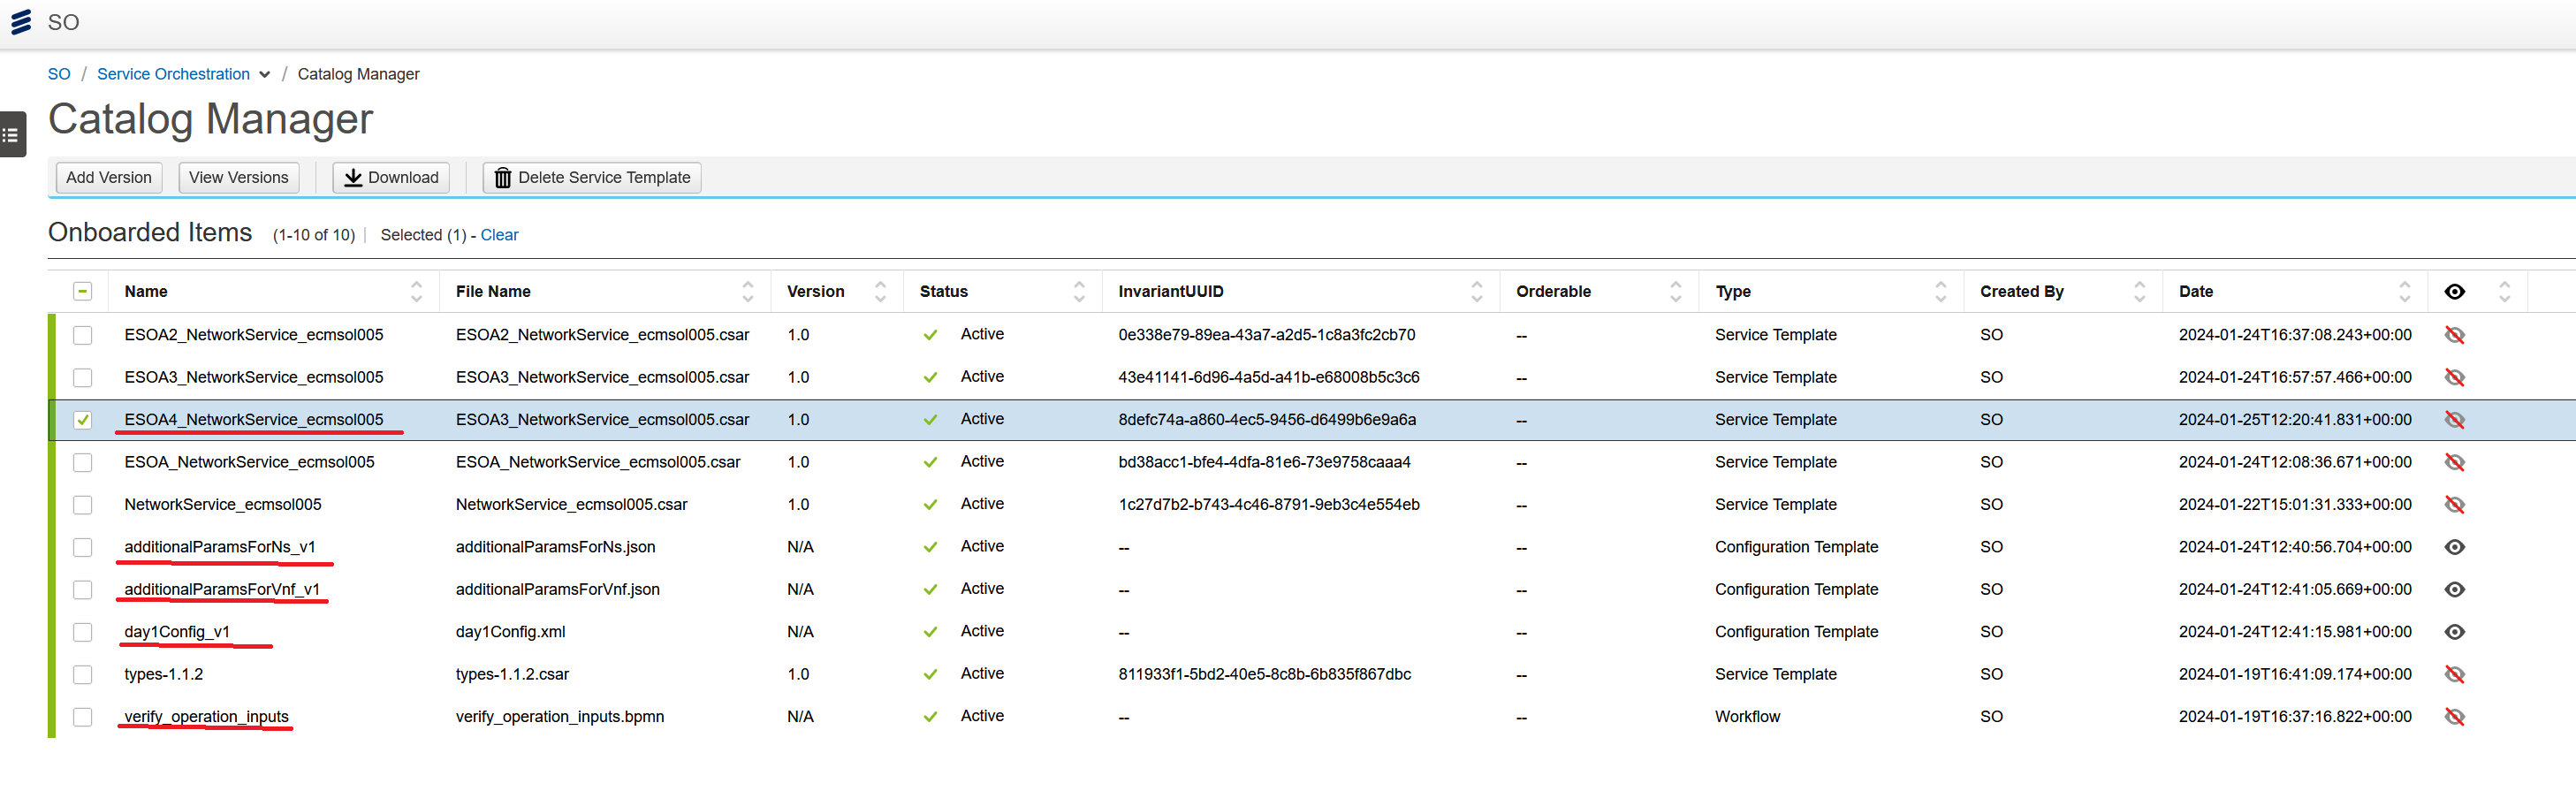 SO
SO / Service Orchestration / Catalog Manager
Catalog Manager
Add Version View Versions Download Delete Service Template
Onboarded Items (1-10 of 10) Selected (1) - Clear
Name File Name Version Status InvariantUUID Orderable Type Created By Date
ESOA2_NetworkService_ecmsol005 ESOA2_NetworkService_ecmsol005.csar 1.0 Active 0e338e79-89ea-43a7-a2d5-1c8a3fc2cb70 -- Service Template SO 2024-01-24T16:37:08.243+00:00
ESOA3_NetworkService_ecmsol005 ESOA3_NetworkService_ecmsol005.csar 1.0 Active 43e41141-6d96-4a5d-a41b-e68008b5c3c6 -- Service Template SO 2024-01-24T16:57:57.466+00:00
ESOA4_NetworkService_ecmsol005 ESOA3_NetworkService_ecmsol005.csar 1.0 Active 8defc74a-a860-4ec5-9456-d6499b6e9a6a -- Service Template SO 2024-01-25T12:20:41.831+00:00
ESOA_NetworkService_ecmsol005 ESOA_NetworkService_ecmsol005.csar 1.0 Active bd38acc1-bfe4-4dfa-81e6-73e9758caaa4 -- Service Template SO 2024-01-24T12:08:36.671+00:00
NetworkService_ecmsol005 NetworkService_ecmsol005.csar 1.0 Active 1c27d7b2-b743-4c46-8791-9eb3c4e554eb -- Service Template SO 2024-01-22T15:01:31.333+00:00
additionalParamsForNs_v1 additionalParamsForNs.json N/A Active -- -- Configuration Template SO 2024-01-24T12:40:56.704+00:00
additionalParamsForVnf_v1 additionalParamsForVnf.json N/A Active -- -- Configuration Template SO 2024-01-24T12:41:05.669+00:00
day1Config_v1 day1Config.xml N/A Active -- -- Configuration Template SO 2024-01-24T12:41:15.981+00:00
types-1.1.2 types-1.1.2.csar 1.0 Active 811933f1-5bd2-40e5-8c8b-6b835f867dbc -- Service Template SO 2024-01-19T16:41:09.174+00:00
verify_operation_inputs verify_operation_inputs.bpmn N/A Active -- -- Workflow SO 2024-01-19T16:37:16.822+00:00